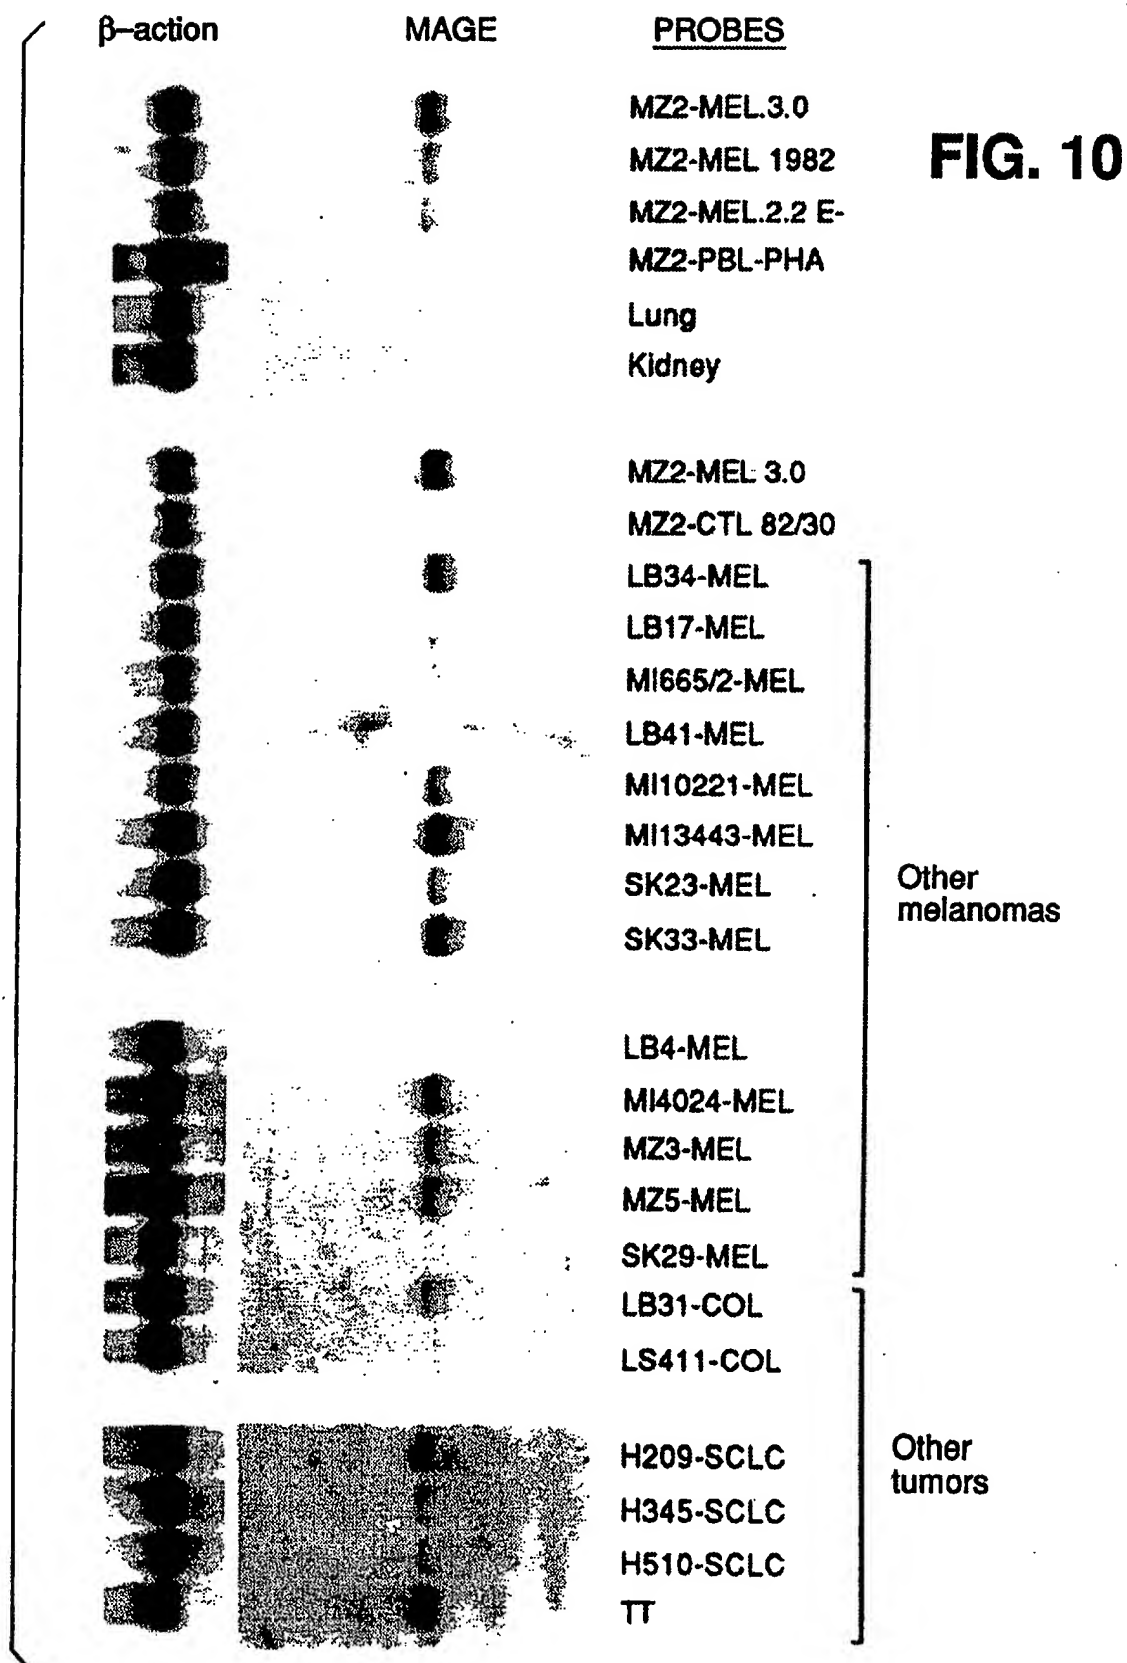 β–action MAGE PROBES
MZ2-MEL.3.0
FIG. 10
MZ2-MEL 1982
MZ2-MEL.2.2 E-
MZ2-PBL-PHA
Lung
Kidney
MZ2-MEL 3.0
MZ2-CTL 82/30
LB34-MEL
LB17-MEL
MI665/2-MEL
LB41-MEL
MI10221-MEL
MI13443-MEL
SK23-MEL
SK33-MEL
Other
melanomas
LB4-MEL
MI4024-MEL
MZ3-MEL
MZ5-MEL
SK29-MEL
LB31-COL
LS411-COL
H209-SCLC
H345-SCLC
H510-SCLC
TT
Other
tumors